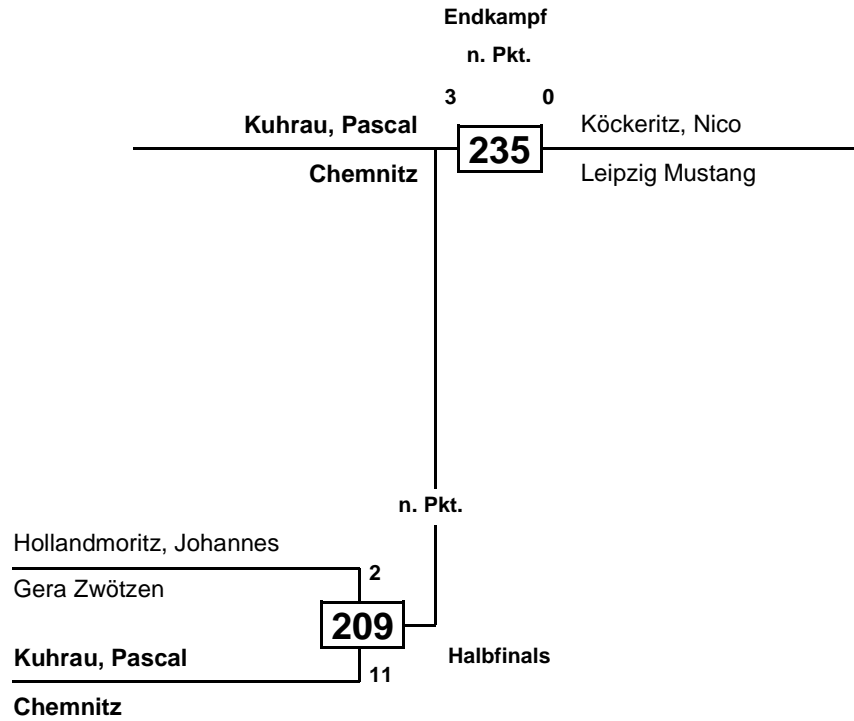 Endkampf
n. Pkt.
3 0
Kuhrau, Pascal 235 Köckeritz, Nico
Chemnitz Leipzig Mustang
n. Pkt.
Hollandmoritz, Johannes
2
Gera Zwötzen
209
Kuhrau, Pascal Halbfinals
11
Chemnitz